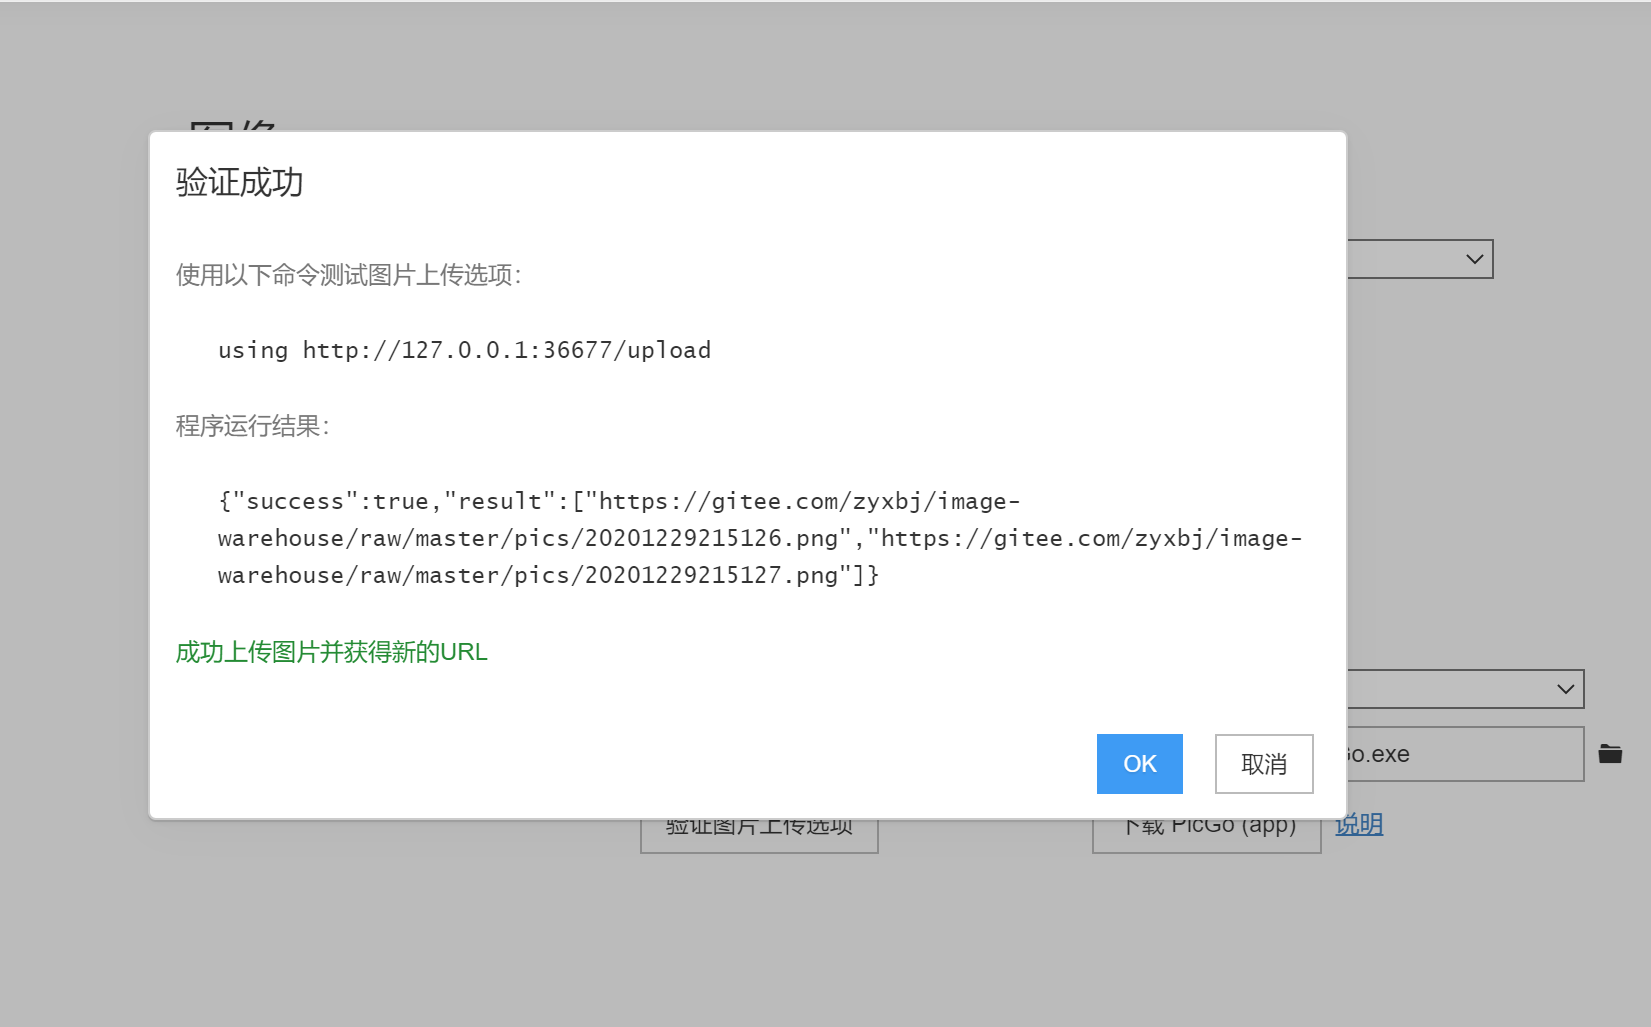 图像
验证成功
使用以下命令测试图片上传选项：
using http://127.0.0.1:36677/upload
程序运行结果：
{"success":true,"result":["https://gitee.com/zyxbj/image-
warehouse/raw/master/pics/20201229215126.png","https://gitee.com/zyxbj/image-
warehouse/raw/master/pics/20201229215127.png"]}
成功上传图片并获得新的URL
OK 取消
Go.exe
验证图片上传选项 下载 PicGo (app) 说明